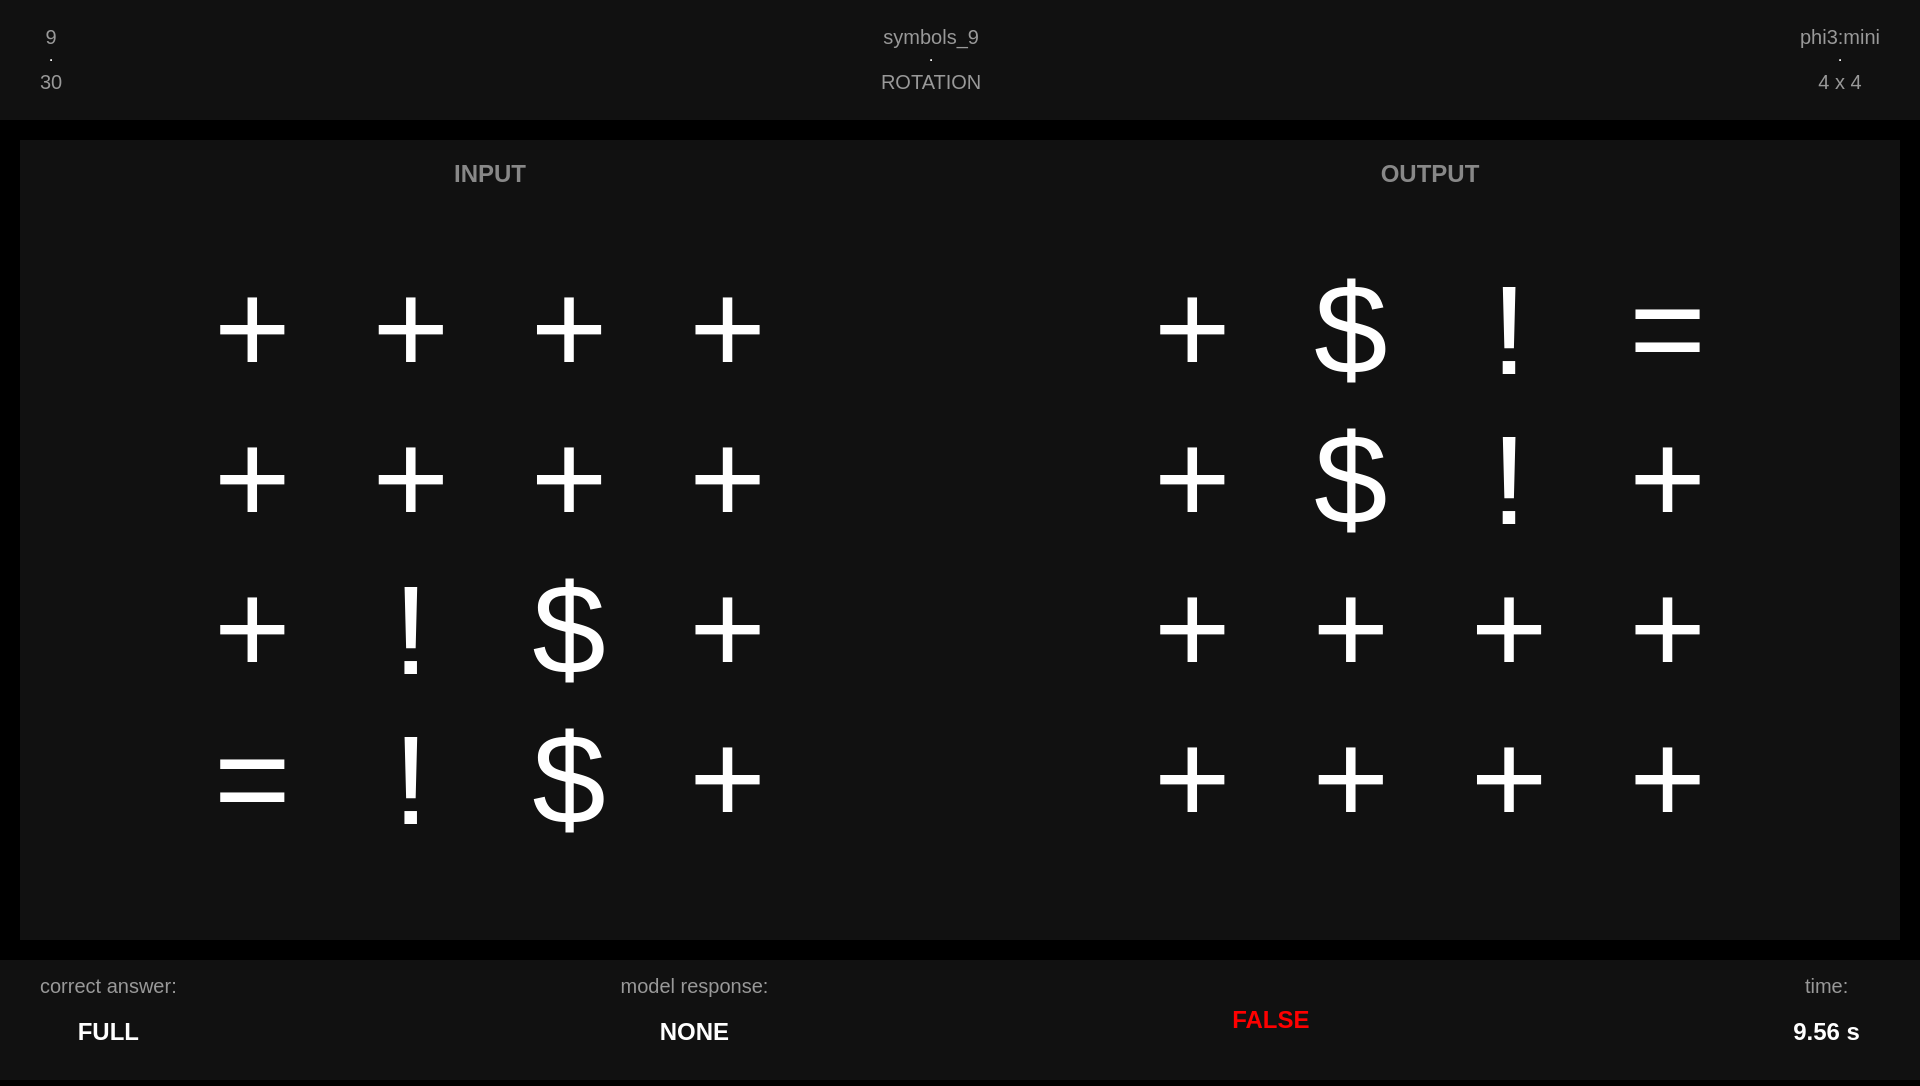 9
·
30
symbols_9
·
ROTATION
phi3:mini
·
4 x 4
INPUT
+ + + +
+ + + +
+ ! $ +
= ! $ +
OUTPUT
+ $ ! =
+ $ ! +
+ + + +
+ + + +
correct answer:
FULL
model response:
NONE
FALSE
time:
9.56 s